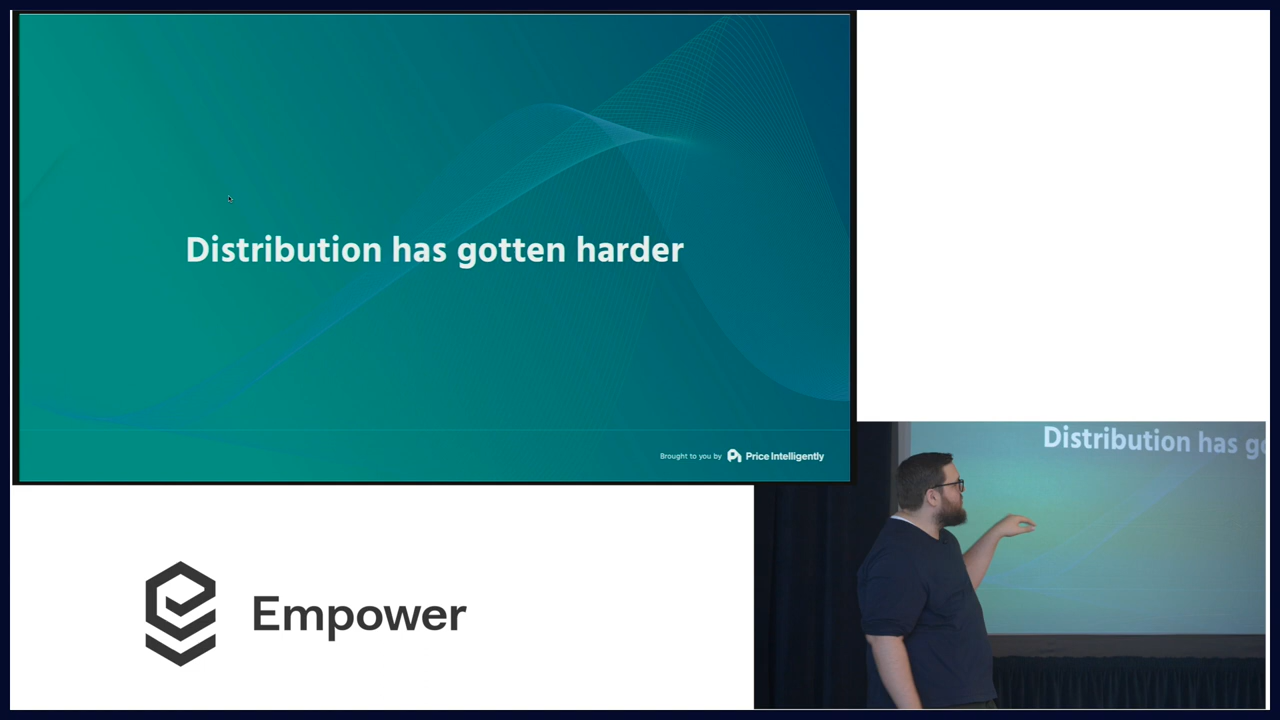 Distribution has gotten harder
Brought to you by Price Intelligently
Distribution has g
Empower